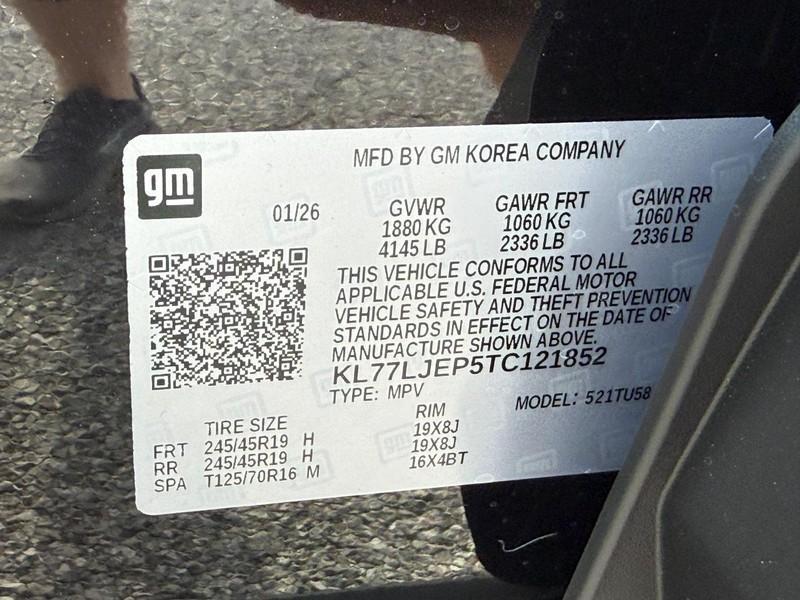 gm
MFD BY GM KOREA COMPANY
01/26
GVWR GAWR FRT GAWR RR
1880 KG 1060 KG 1060 KG
4145 LB 2336 LB 2336 LB
THIS VEHICLE CONFORMS TO ALL
APPLICABLE U.S. FEDERAL MOTOR
VEHICLE SAFETY AND THEFT PREVENTION
STANDARDS IN EFFECT ON THE DATE OF
MANUFACTURE SHOWN ABOVE.
KL77LJEP5TC121852
TYPE: MPV MODEL: 521TU58
TIRE SIZE RIM
FRT 245/45R19 H 19X8J
RR 245/45R19 H 19X8J
SPA T125/70R16 M 16X4BT